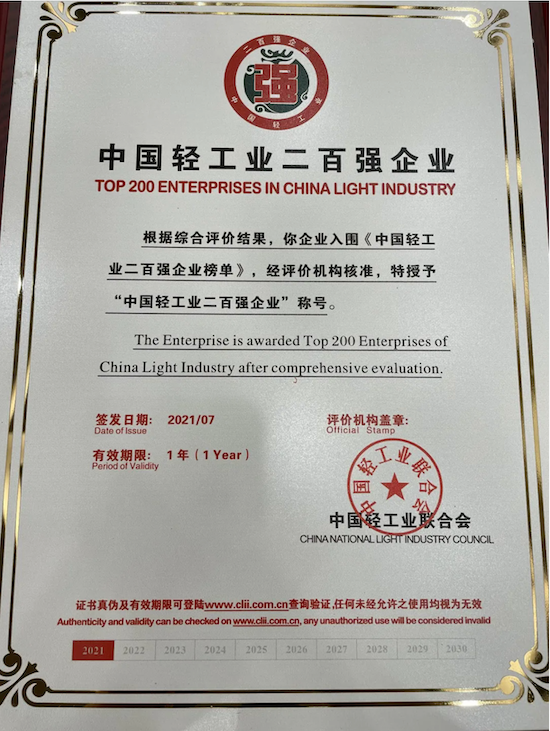 二百强企业
强
中国轻工业
中国轻工业二百强企业
TOP 200 ENTERPRISES IN CHINA LIGHT INDUSTRY
根据综合评价结果，你企业入围《中国轻工
业二百强企业榜单》，经评价机构核准，特授予
“中国轻工业二百强企业”称号。
The Enterprise is awarded Top 200 Enterprises of
China Light Industry after comprehensive evaluation.
签发日期： 2021/07
Date of Issue
有效期限： 1 年（1 Year）
Period of Validity
评价机构盖章：
Official Stamp
中国轻工业联合会
中国轻工业联合会
CHINA NATIONAL LIGHT INDUSTRY COUNCIL
证书真伪及有效期限可登陆www.clii.com.cn查询验证,任何未经允许之使用均视为无效
Authenticity and validity can be checked on www.clii.com.cn, any unauthorized use will be considered invalid
2021 2022 2023 2024 2025 2026 2027 2028 2029 2030